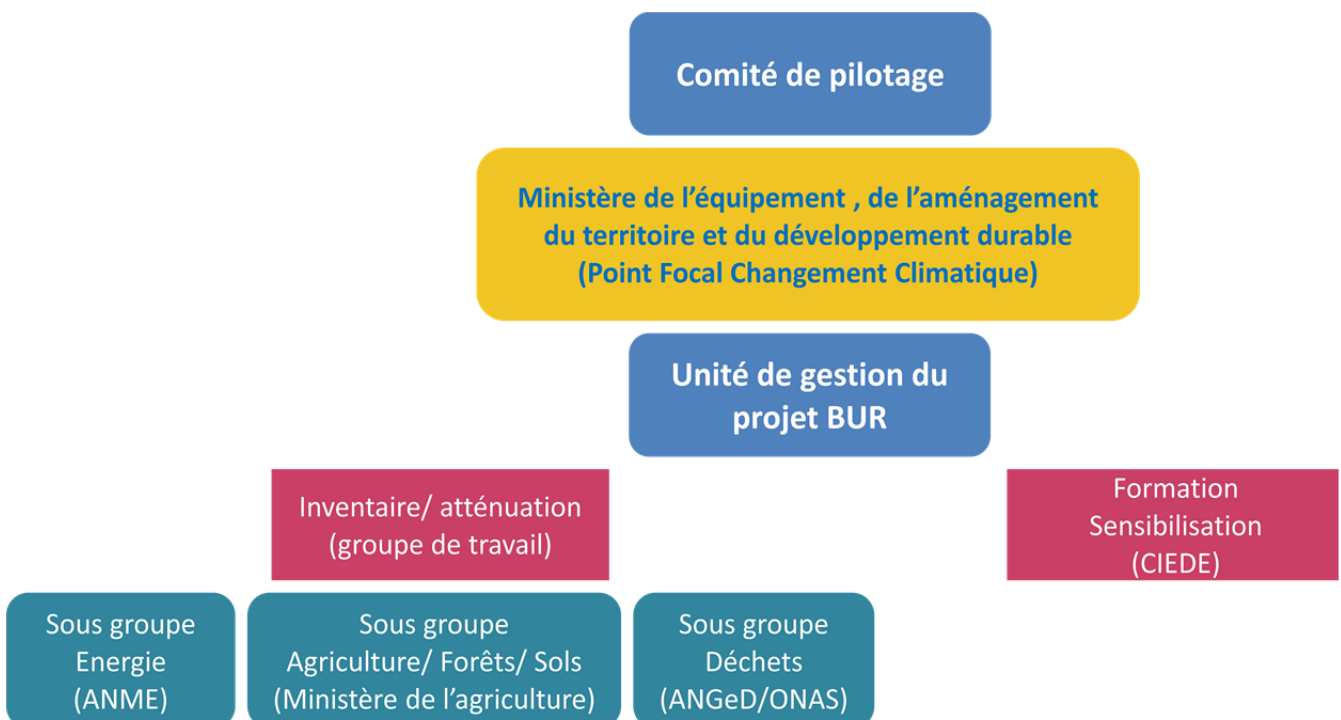 Comité de pilotage
Ministère de l’équipement , de l’aménagement
du territoire et du développement durable
(Point Focal Changement Climatique)
Unité de gestion du
projet BUR
Inventaire/ atténuation
(groupe de travail)
Formation
Sensibilisation
(CIEDE)
Sous groupe
Energie
(ANME)
Sous groupe
Agriculture/ Forêts/ Sols
(Ministère de l’agriculture)
Sous groupe
Déchets
(ANGeD/ONAS)